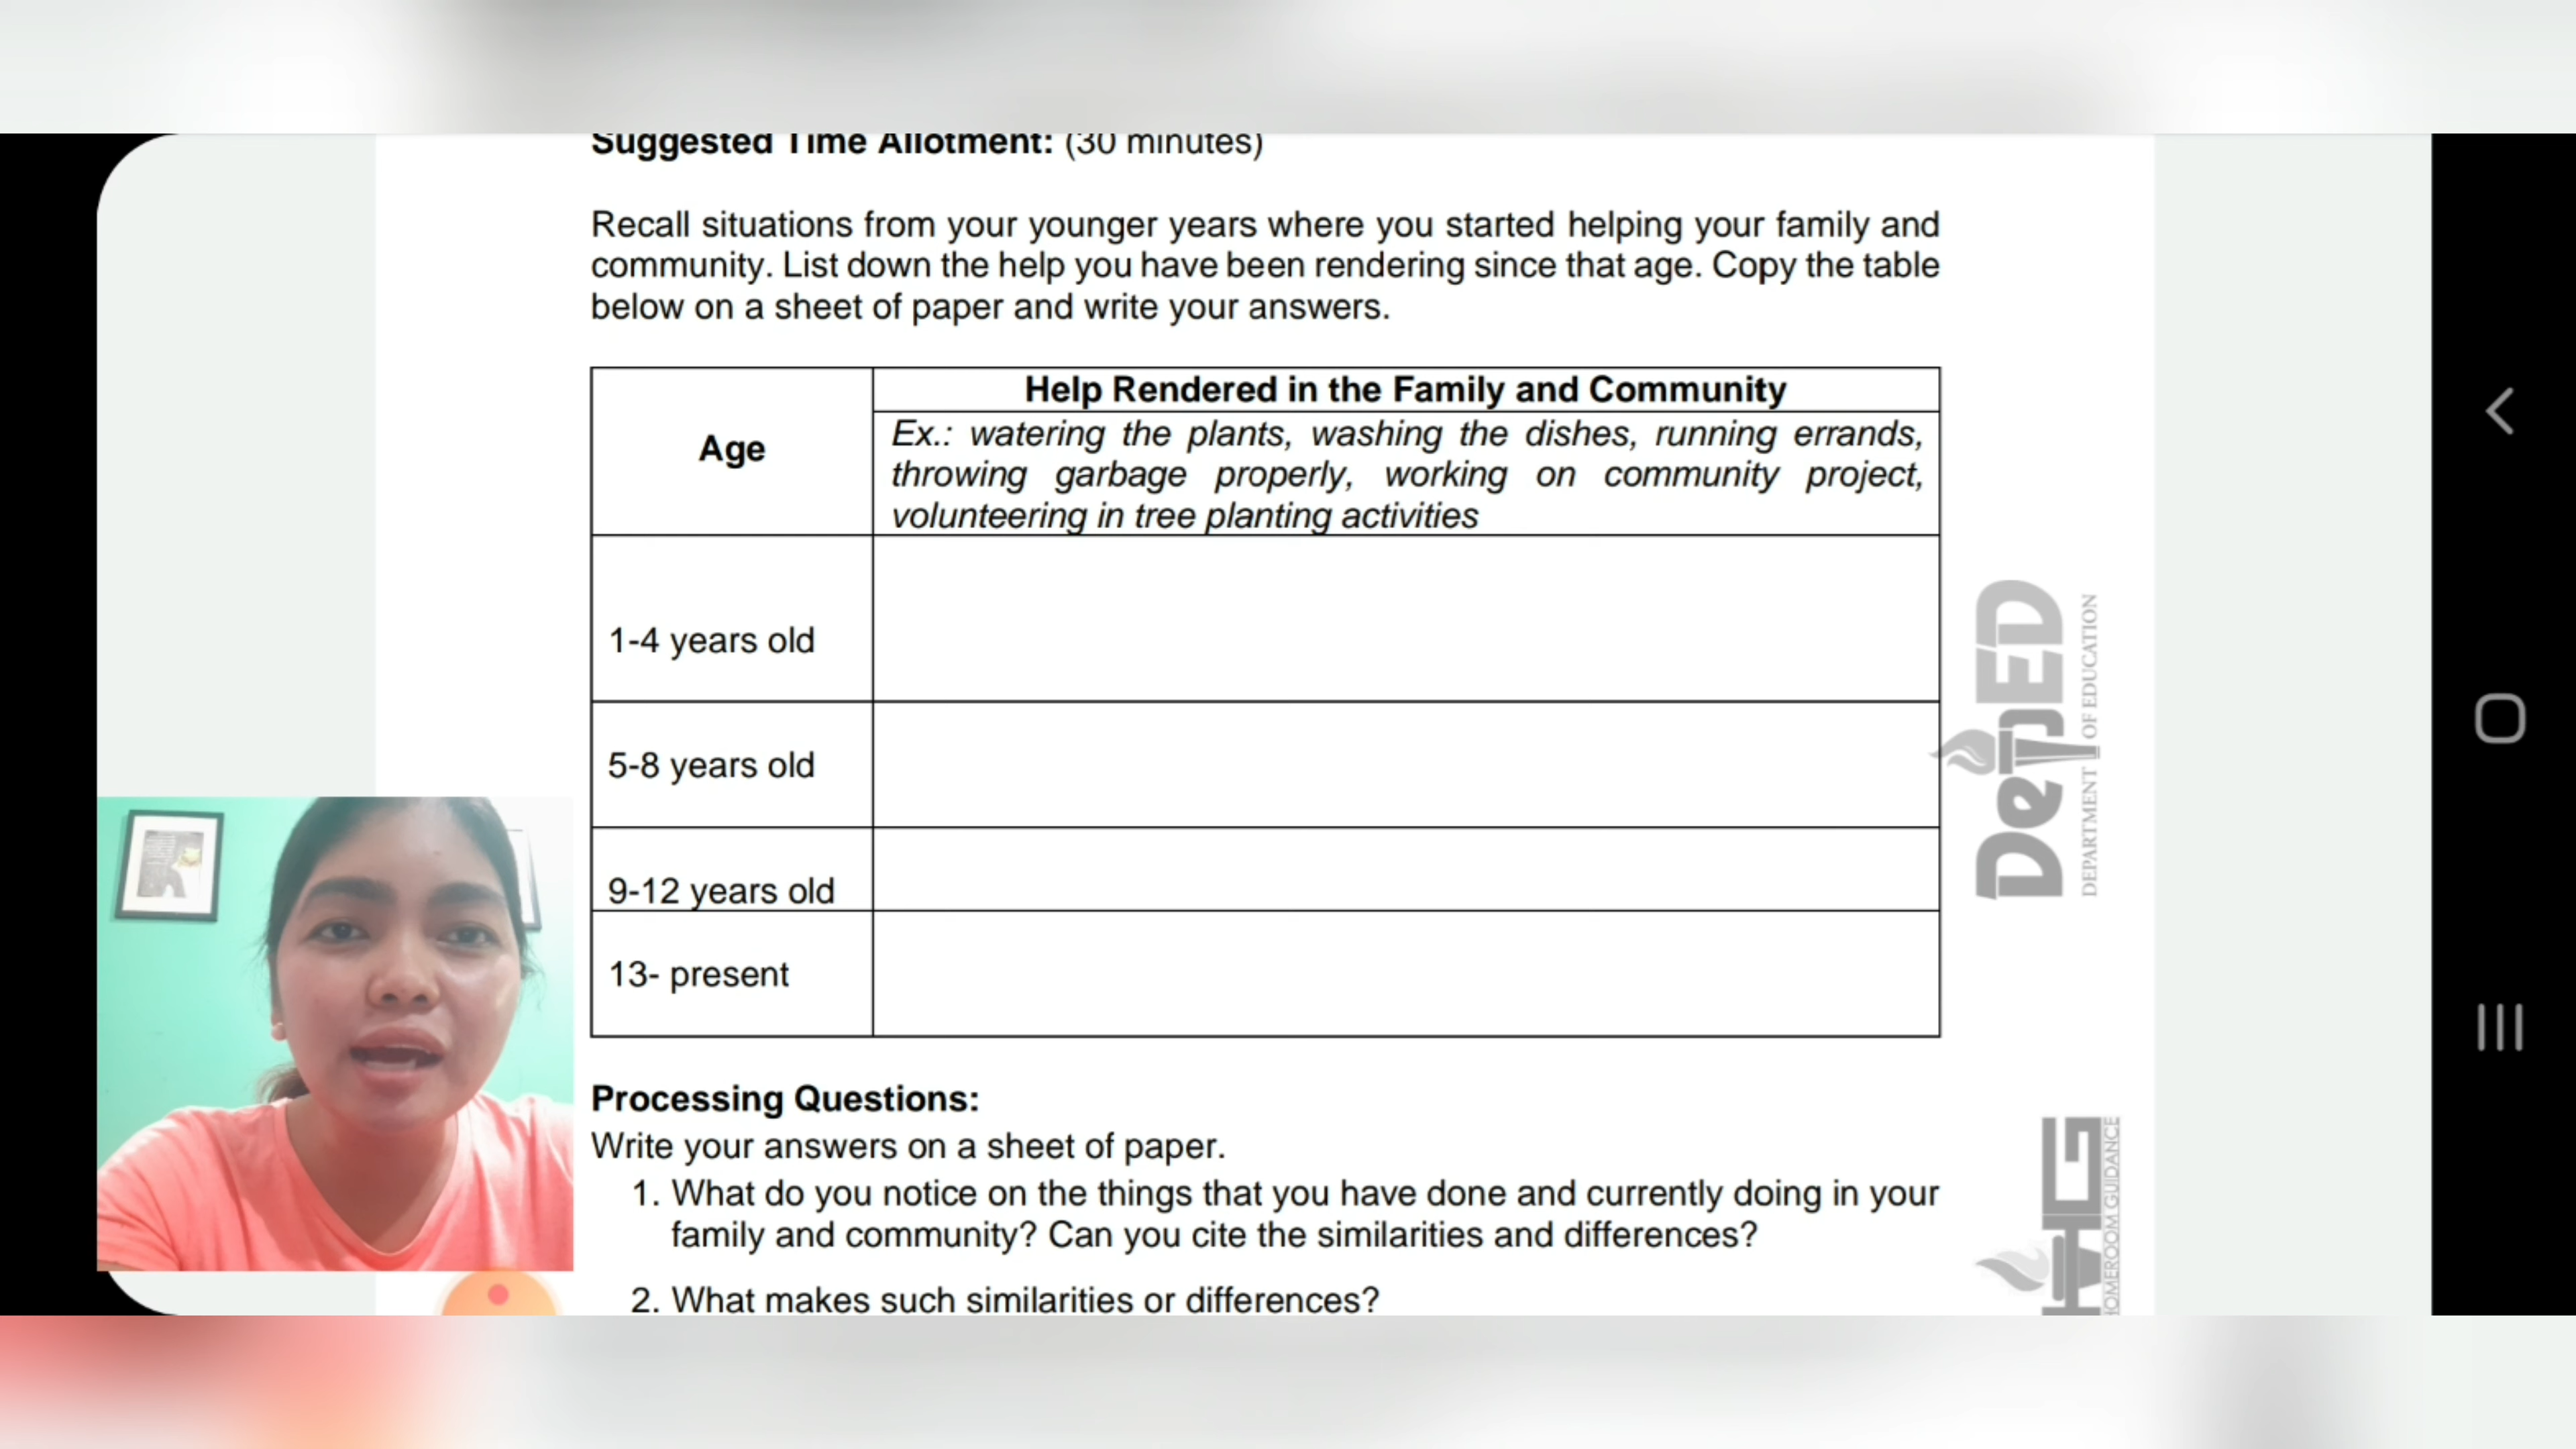 Suggested Time Allotment: (30 minutes)
Recall situations from your younger years where you started helping your family and
community. List down the help you have been rendering since that age. Copy the table
below on a sheet of paper and write your answers.
Help Rendered in the Family and Community
Age
Ex.: watering the plants, washing the dishes, running errands,
throwing garbage properly, working on community project,
volunteering in tree planting activities
1-4 years old
5-8 years old
9-12 years old
13- present
Processing Questions:
Write your answers on a sheet of paper.
1. What do you notice on the things that you have done and currently doing in your
family and community? Can you cite the similarities and differences?
2. What makes such similarities or differences?
DepED
DEPARTMENT OF EDUCATION
HG
HOMEROOM GUIDANCE